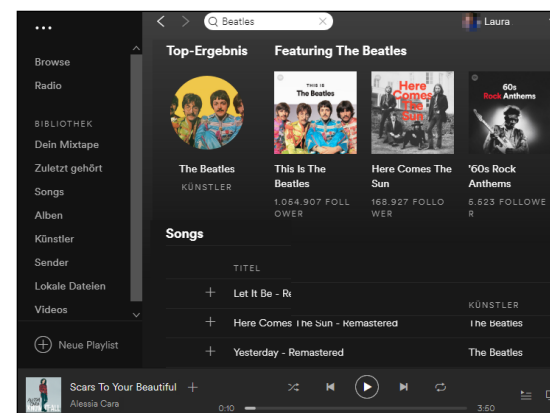 Beatles
Laura
Browse
Radio
BIBLIOTHEK
Dein Mixtape
Zuletzt gehört
Songs
Alben
Künstler
Sender
Lokale Dateien
Videos
Neue Playlist
Top-Ergebnis
Featuring The Beatles
THIS IS
The Beatles
Here
Comes
The
Sun
60s
Rock Anthems
The Beatles
KÜNSTLER
This Is The
Beatles
1.064.907 FOLL
OWER
Here Comes The
Sun
168.927 FOLLO
WER
'60s Rock
Anthems
6.623 FOLLOWE
R
Songs
TITEL
KÜNSTLER
Let It Be - Re
Here Comes The Sun - Remastered
The Beatles
Yesterday - Remastered
The Beatles
Scars To Your Beautiful
Alessia Cara
0:10
3:50